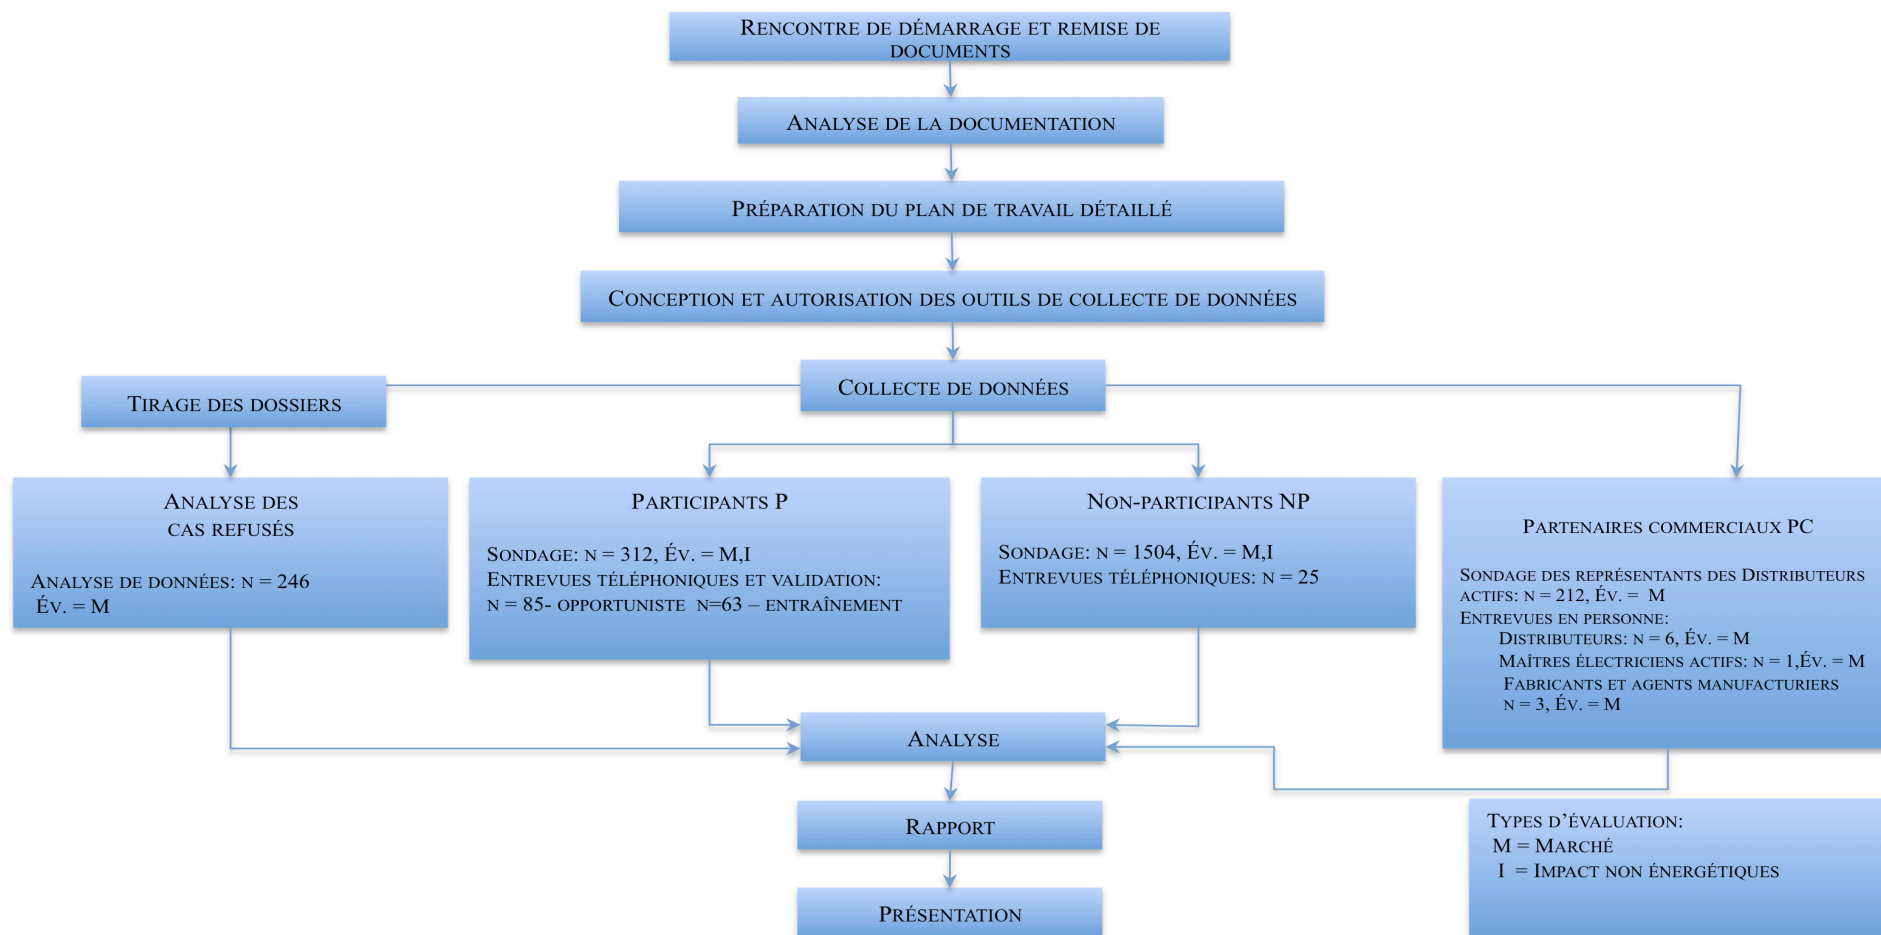 RENCONTRE DE DÉMARRAGE ET REMISE DE
DOCUMENTS
ANALYSE DE LA DOCUMENTATION
PRÉPARATION DU PLAN DE TRAVAIL DÉTAILLÉ
CONCEPTION ET AUTORISATION DES OUTILS DE COLLECTE DE DONNÉES
COLLECTE DE DONNÉES
TIRAGE DES DOSSIERS
ANALYSE DES
CAS REFUSÉS
ANALYSE DE DONNÉES: N = 246
ÉV. = M
PARTICIPANTS P
SONDAGE: N = 312, ÉV. = M,I
ENTREVUES TÉLÉPHONIQUES ET VALIDATION:
N = 85- OPPORTUNISTE N=63 – ENTRAÎNEMENT
NON-PARTICIPANTS NP
SONDAGE: N = 1504, ÉV. = M,I
ENTREVUES TÉLÉPHONIQUES: N = 25
PARTENAIRES COMMERCIAUX PC
SONDAGE DES REPRÉSENTANTS DES DISTRIBUTEURS
ACTIFS: N = 212, ÉV. = M
ENTREVUES EN PERSONNE:
DISTRIBUTEURS: N = 6, ÉV. = M
MAÎTRES ÉLECTRICIENS ACTIFS: N = 1,ÉV. = M
FABRICANTS ET AGENTS MANUFACTURIERS
N = 3, ÉV. = M
ANALYSE
RAPPORT
PRÉSENTATION
TYPES D'ÉVALUATION:
M = MARCHÉ
I = IMPACT NON ÉNERGÉTIQUES